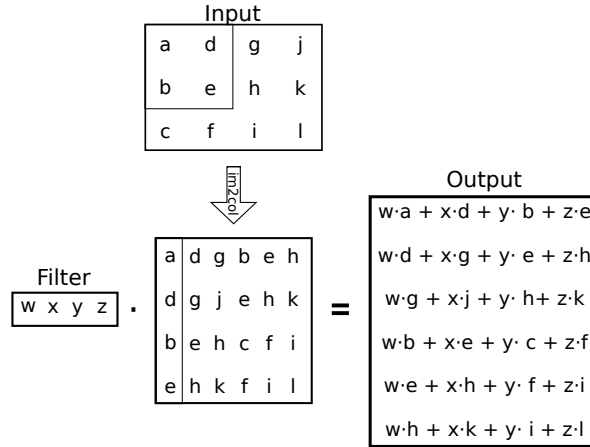 Input
a d g j
b e h k
c f i l
im2col
Output
Filter
w x y z
·
a d g b e h
d g j e h k
b e h c f i
e h k f i l
=
w·a + x·d + y· b + z·e
w·d + x·g + y· e + z·h
w·g + x·j + y· h+ z·k
w·b + x·e + y· c + z·f
w·e + x·h + y· f + z·i
w·h + x·k + y· i + z·l